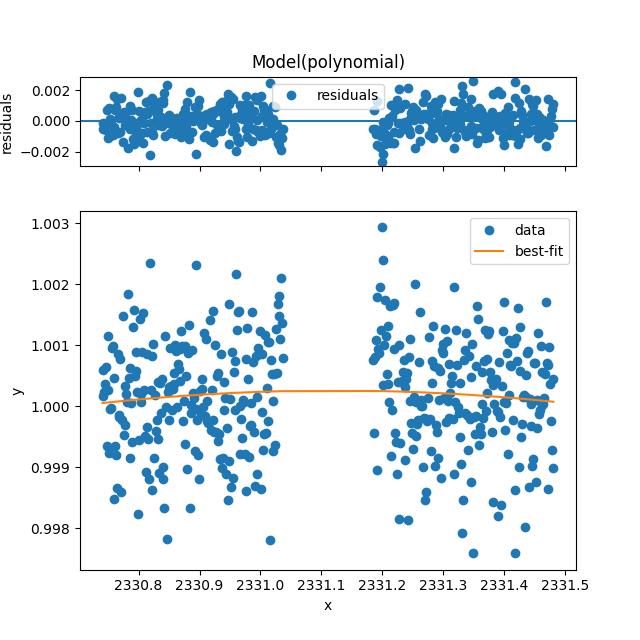 Model(polynomial)
residuals
0.002
0.000
−0.002
residuals
1.003
1.002
1.001
1.000
0.999
0.998
y
data
best-fit
2330.8 2330.9 2331.0 2331.1 2331.2 2331.3 2331.4 2331.5
x